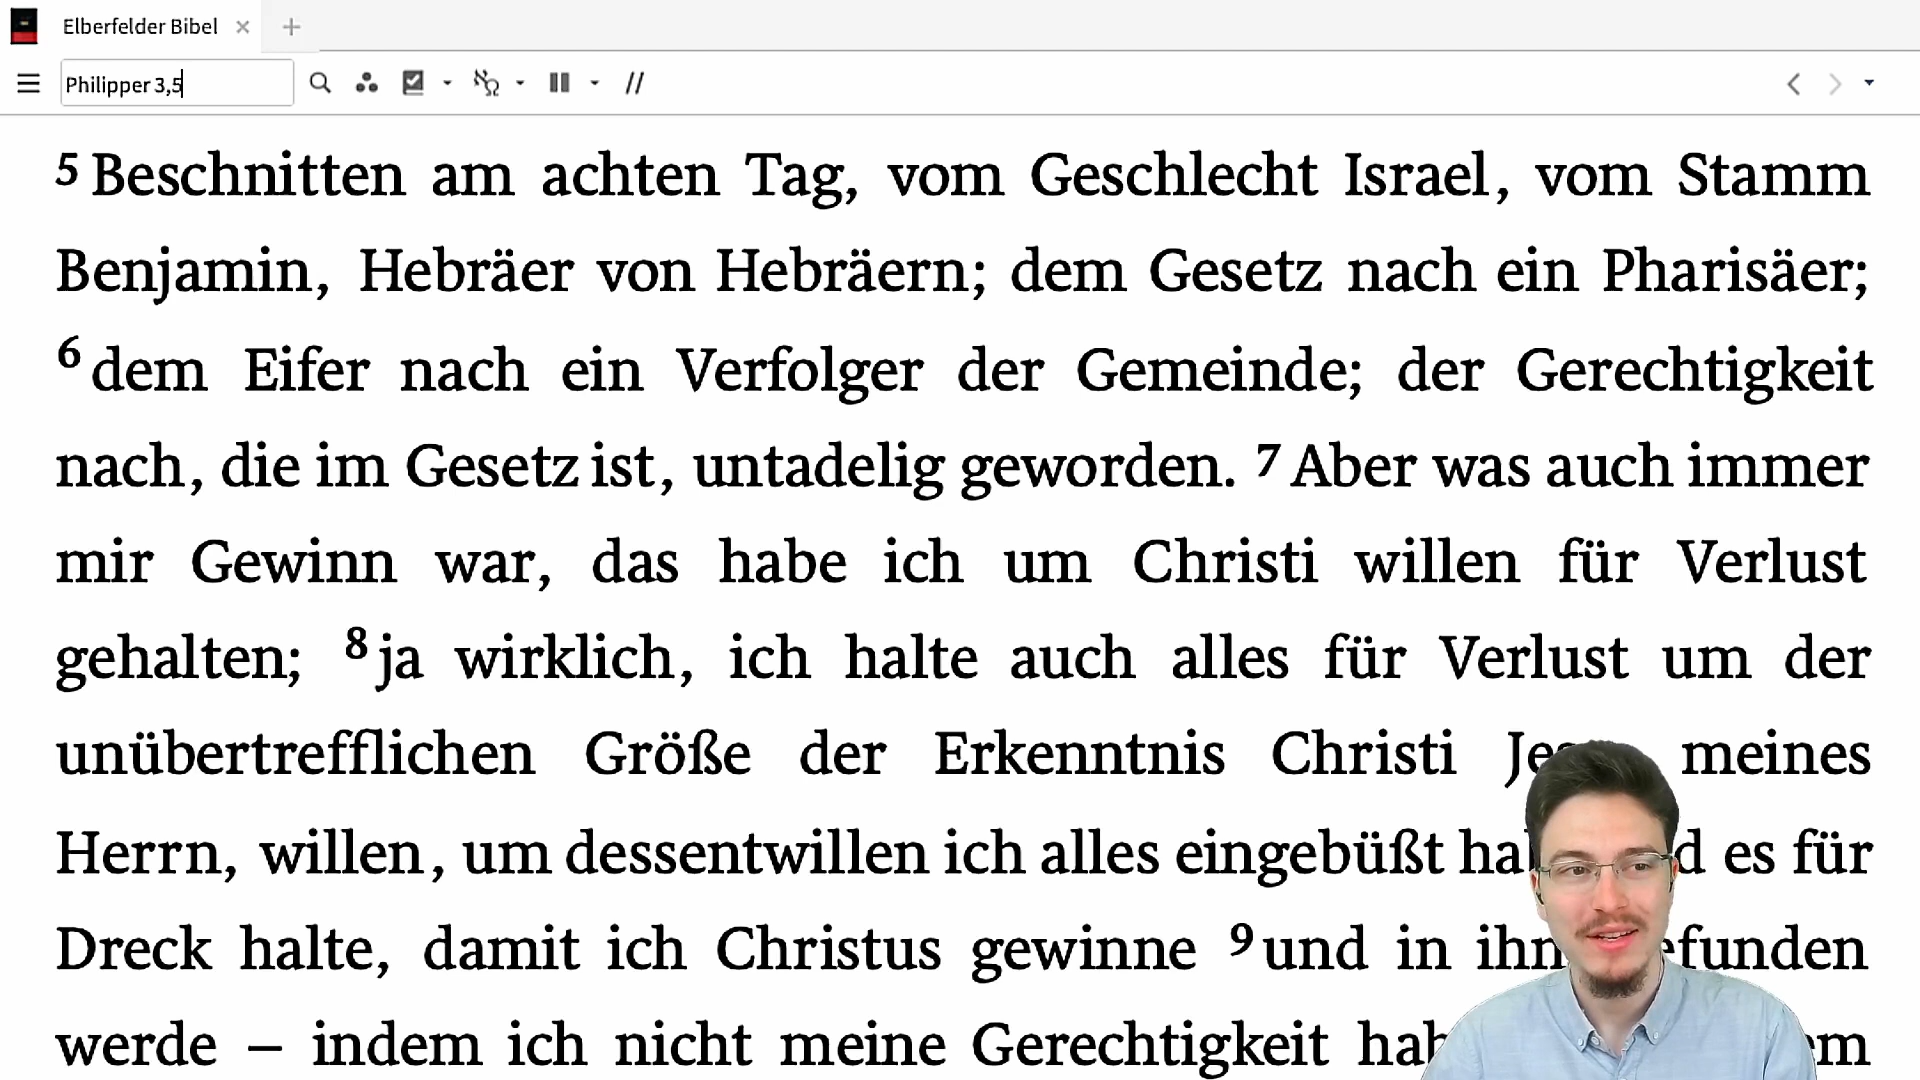 Elberfelder Bibel
Philipper 3,5
5 Beschnitten am achten Tag, vom Geschlecht Israel, vom Stamm
Benjamin, Hebräer von Hebräern; dem Gesetz nach ein Pharisäer;
6 dem Eifer nach ein Verfolger der Gemeinde; der Gerechtigkeit
nach, die im Gesetz ist, untadelig geworden. 7 Aber was auch immer
mir Gewinn war, das habe ich um Christi willen für Verlust
gehalten; 8 ja wirklich, ich halte auch alles für Verlust um der
unübertrefflichen Größe der Erkenntnis Christi meines
Herrn, willen, um dessentwillen ich alles eingebüßt es für
Dreck halte, damit ich Christus gewinne 9 und in
werde – indem ich nicht meine Gerechtigkeit